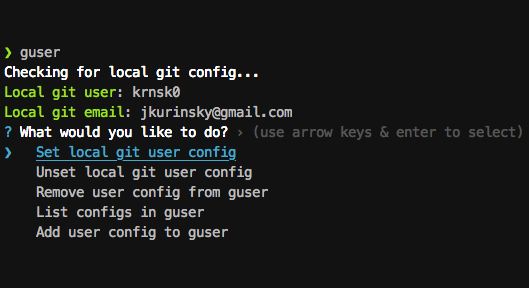 ❯ guser
Checking for local git config...
Local git user: krnsk0
Local git email: jkurinsky@gmail.com
? What would you like to do? › (use arrow keys & enter to select)
❯ Set local git user config
Unset local git user config
Remove user config from guser
List configs in guser
Add user config to guser